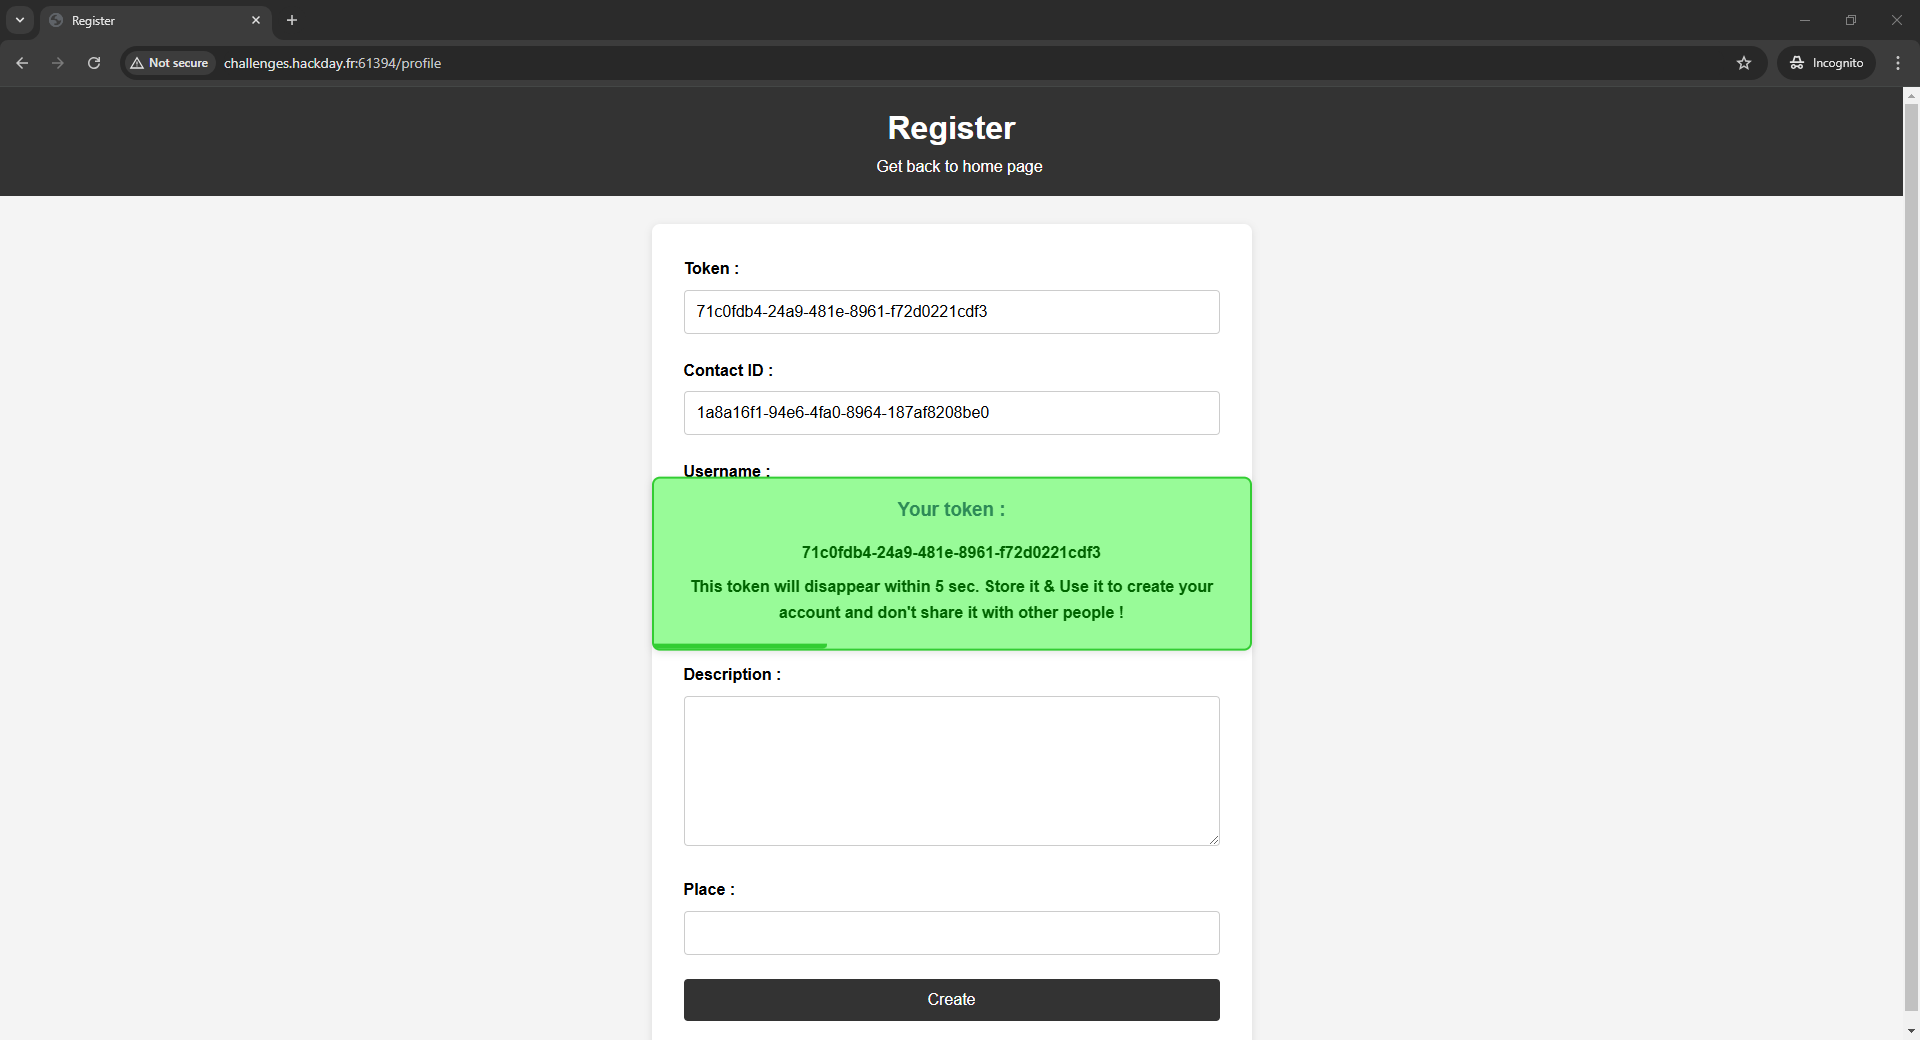 Register
Not secure
challenges.hackday.fr:61394/profile
Incognito
Register
Get back to home page
Token :
71c0fdb4-24a9-481e-8961-f72d0221cdf3
Contact ID :
1a8a16f1-94e6-4fa0-8964-187af8208be0
Username :
Your token :
71c0fdb4-24a9-481e-8961-f72d0221cdf3
This token will disappear within 5 sec. Store it & Use it to create your
account and don't share it with other people !
Description :
Place :
Create